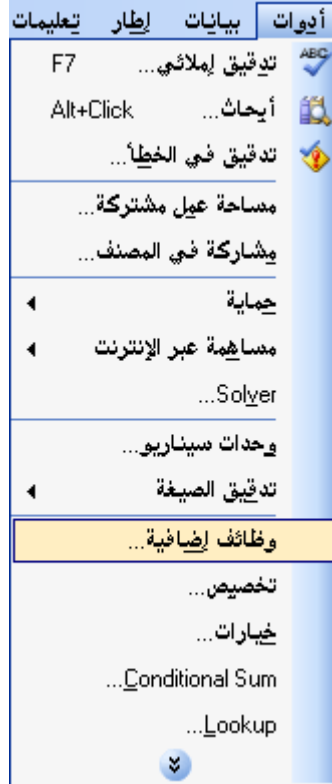 أدوات بيانات إطار تعليمات
تدقيق إملائي... F7
أبحاث... Alt+Click
تدقيق في الخطأ...
مساحة عمل مشتركة...
مشاركة في المصنف...
حماية
مساهمة عبر الإنترنت
Solver...
وحدات سيناريو...
تدقيق الصيغة
وظائف إضافية...
تخصيص...
خيارات...
Conditional Sum...
Lookup...